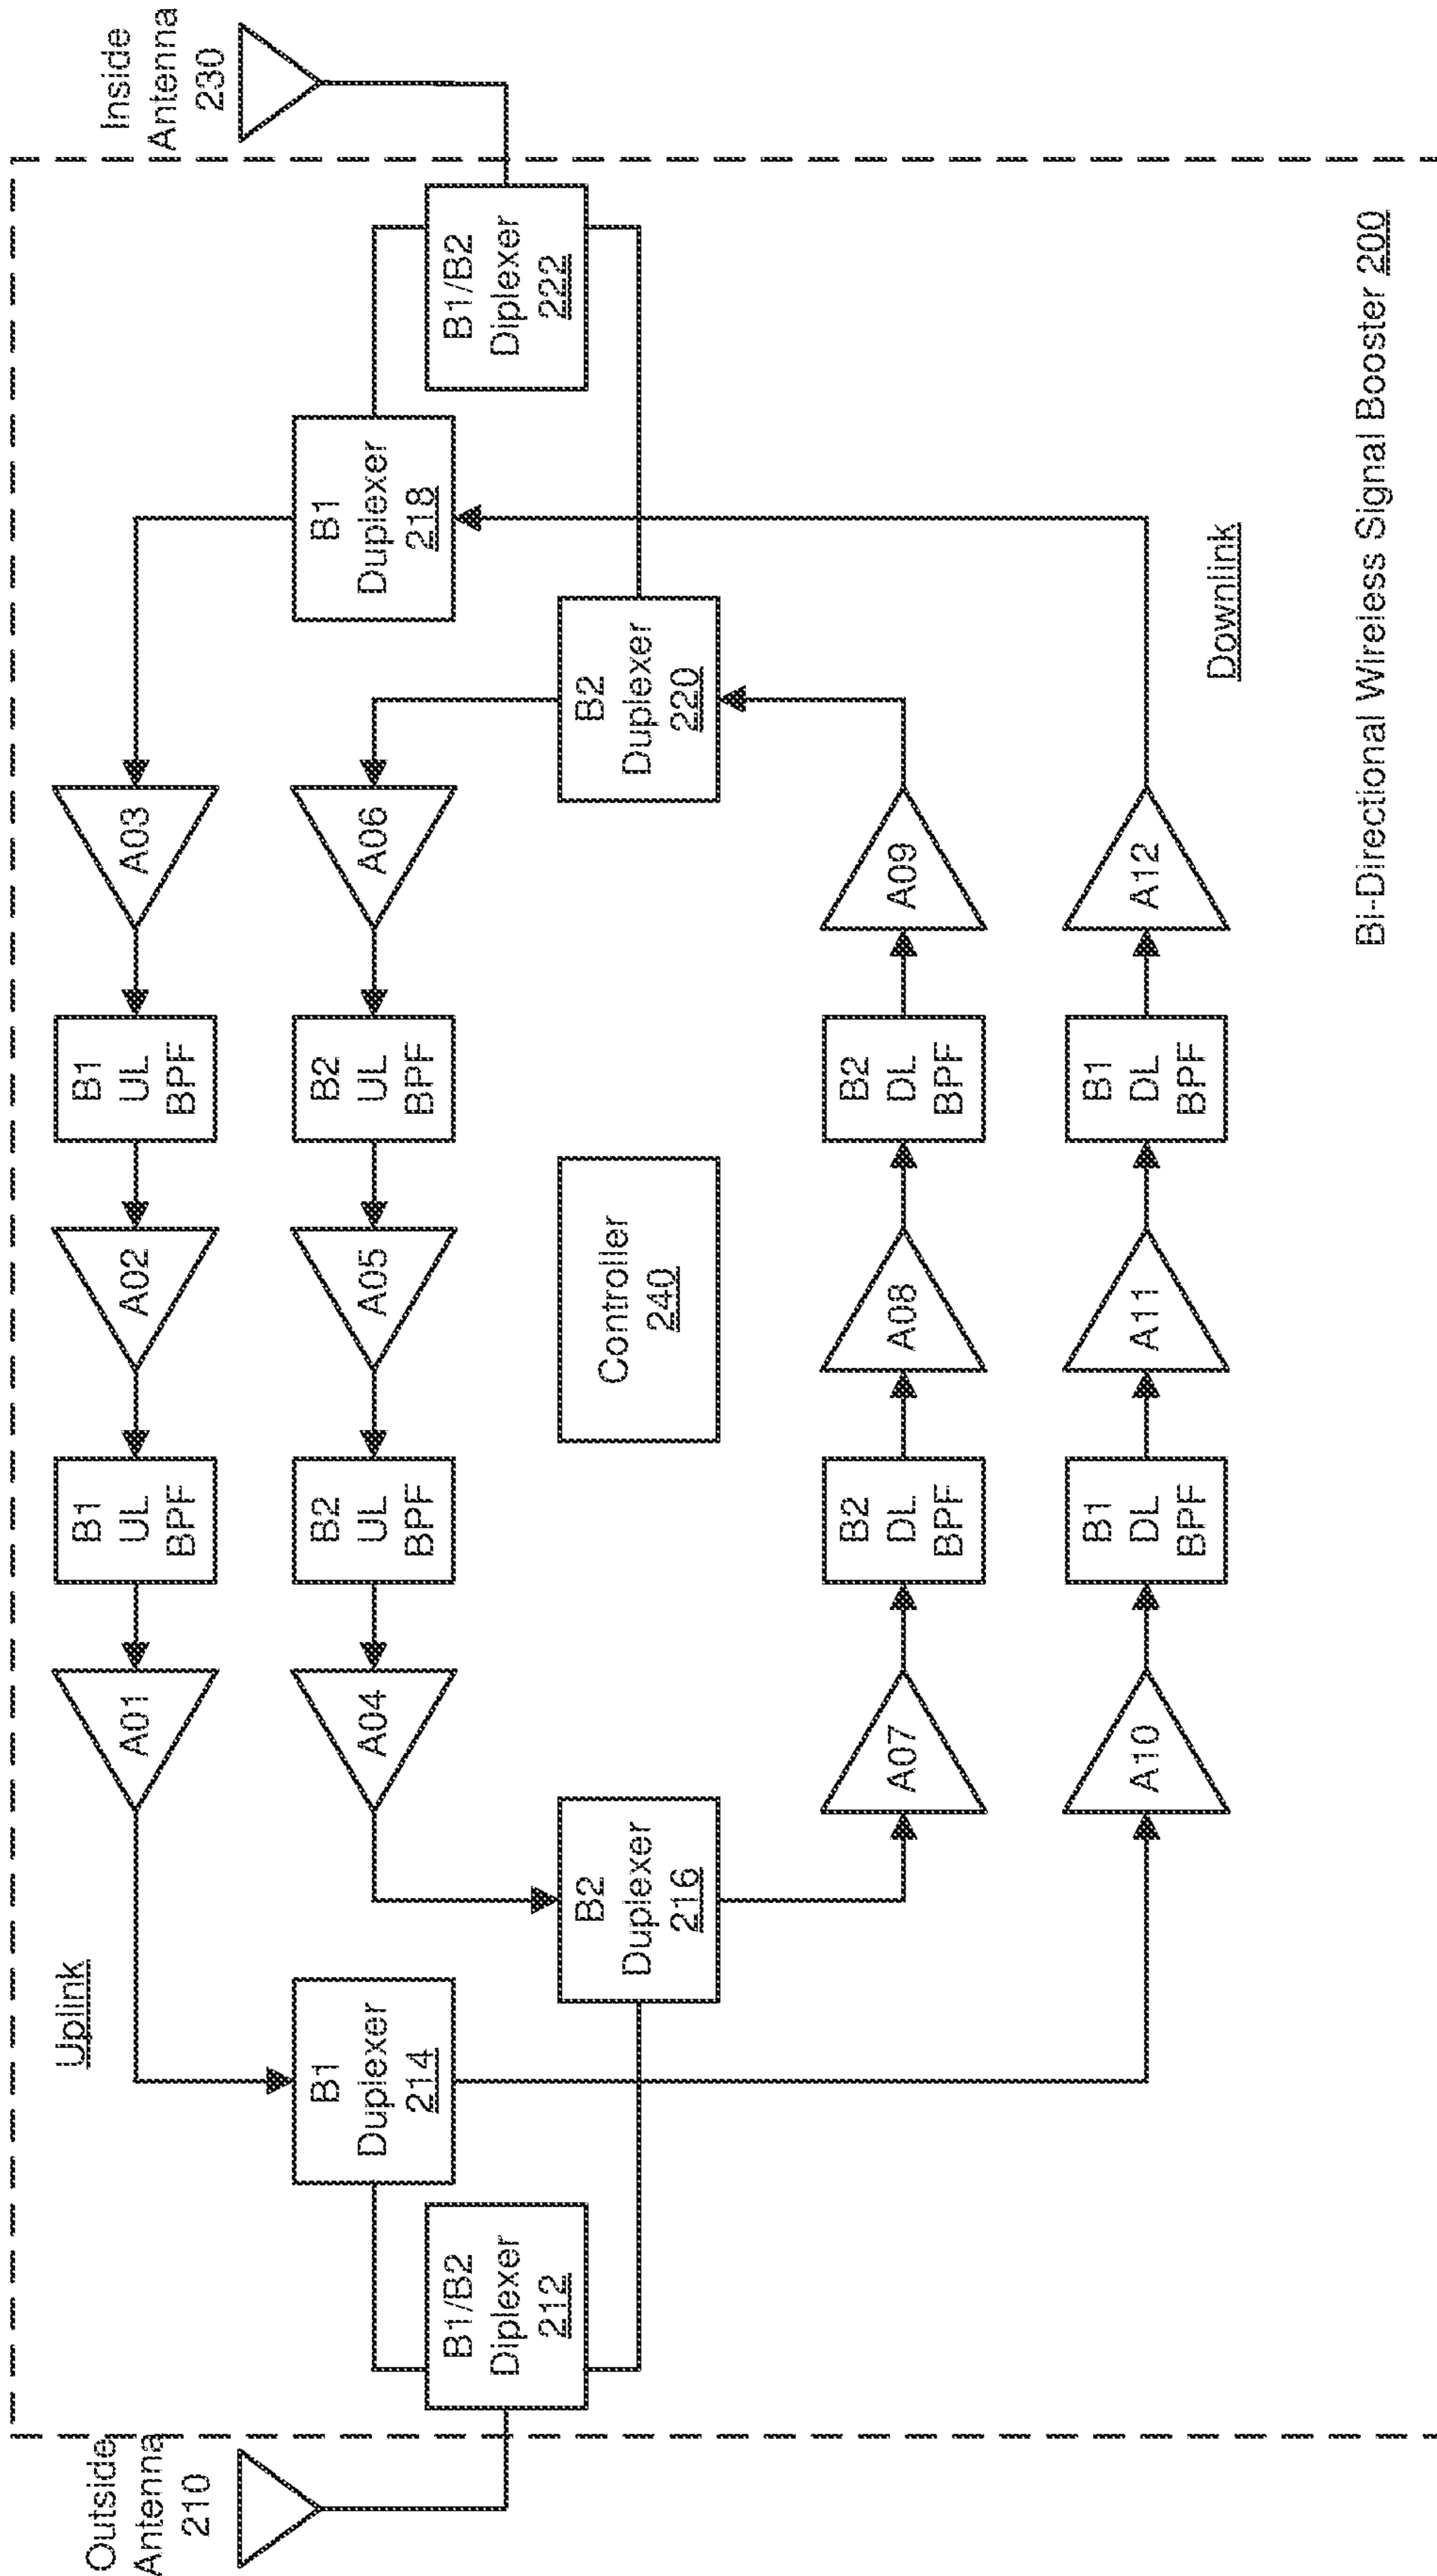 Outside
Antenna
210
Inside
Antenna
230
Uplink
A01
B1
UL
BPF
A02
B1
UL
BPF
A03
A04
B2
UL
BPF
A05
B2
UL
BPF
A06
B1/B2
Diplexer
212
B1
Duplexer
214
B2
Duplexer
216
Controller
240
B2
Duplexer
220
B1
Duplexer
218
B1/B2
Diplexer
222
A07
B2
DL
BPF
A08
B2
DL
BPF
A09
A10
B1
DL
BPF
A11
B1
DL
BPF
A12
Downlink
Bi-Directional Wireless Signal Booster 200